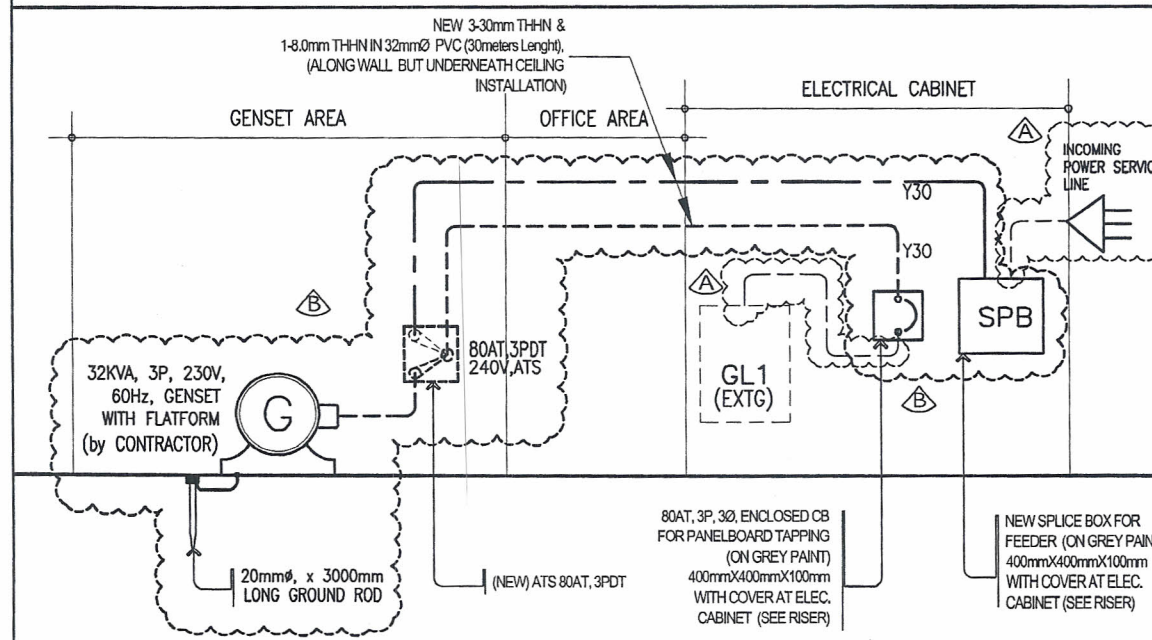 NEW 3-30mm THHN &
1-8.0mm THHN IN 32mmØ PVC (30meters Lenght),
(ALONG WALL BUT UNDERNEATH CEILING
INSTALLATION)
GENSET AREA
OFFICE AREA
ELECTRICAL CABINET
A
INCOMING
POWER SERVIC
LINE
Y30
Y30
A
B
SPB
80AT,3PDT
240V,ATS
32KVA, 3P, 230V,
60Hz, GENSET
WITH FLATFORM
(by CONTRACTOR)
G
GL1
(EXTG)
B
20mmø, x 3000mm
LONG GROUND ROD
(NEW) ATS 80AT, 3PDT
80AT, 3P, 3Ø, ENCLOSED CB
FOR PANELBOARD TAPPING
(ON GREY PAINT)
400mmX400mmX100mm
WITH COVER AT ELEC.
CABINET (SEE RISER)
NEW SPLICE BOX FOR
FEEDER (ON GREY PAIN
400mmX400mmX100mm
WITH COVER AT ELEC.
CABINET (SEE RISER)